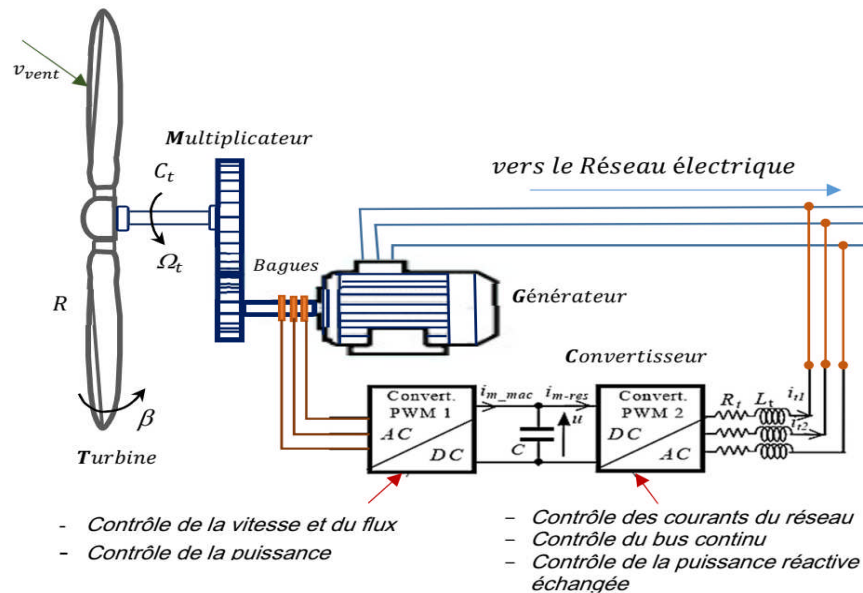 v_vent
Multiplicateur
C_t
Ω_t
R
β
Turbine
Bagues
vers le Réseau électrique
Générateur
Convertisseur
Convert.
PWM 1
AC
DC
i_m_mac
i_m-res
u
C
Convert.
PWM 2
DC
AC
R_t
L_t
i_t1
i_t2
- Contrôle de la vitesse et du flux
- Contrôle de la puissance
- Contrôle des courants du réseau
- Contrôle du bus continu
- Contrôle de la puissance réactive
échangée